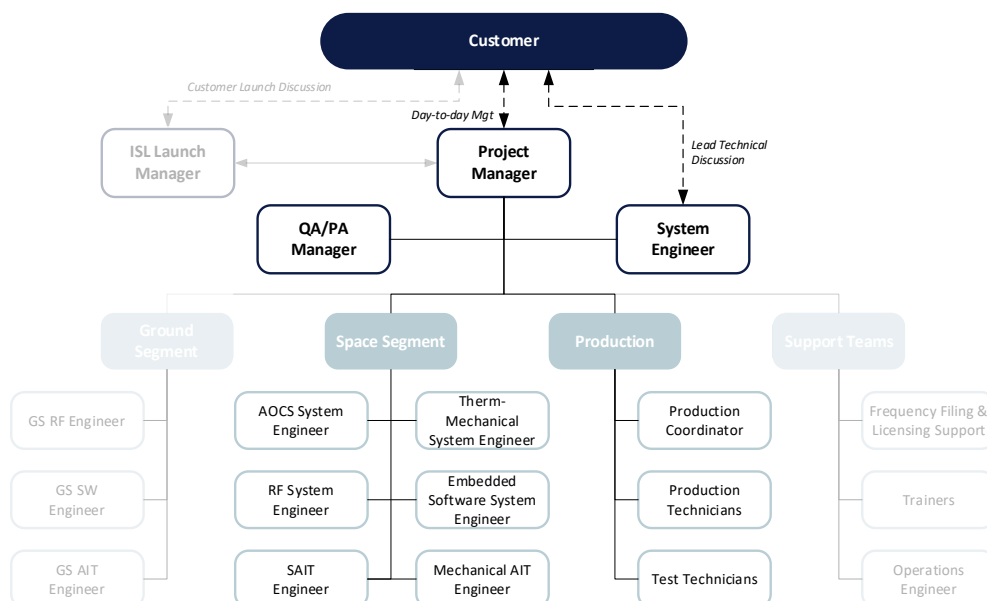 Customer
Customer Launch Discussion
Day-to-day Mgt
ISL Launch
Manager
Project
Manager
Lead Technical
Discussion
QA/PA
Manager
System
Engineer
Ground
Segment
Space Segment
Production
Support Teams
GS RF Engineer
AOCS System
Engineer
Therm-
Mechanical
System Engineer
Production
Coordinator
Frequency Filing &
Licensing Support
GS SW
Engineer
RF System
Engineer
Embedded
Software System
Engineer
Production
Technicians
Trainers
GS AIT
Engineer
SAIT
Engineer
Mechanical AIT
Engineer
Test Technicians
Operations
Engineer